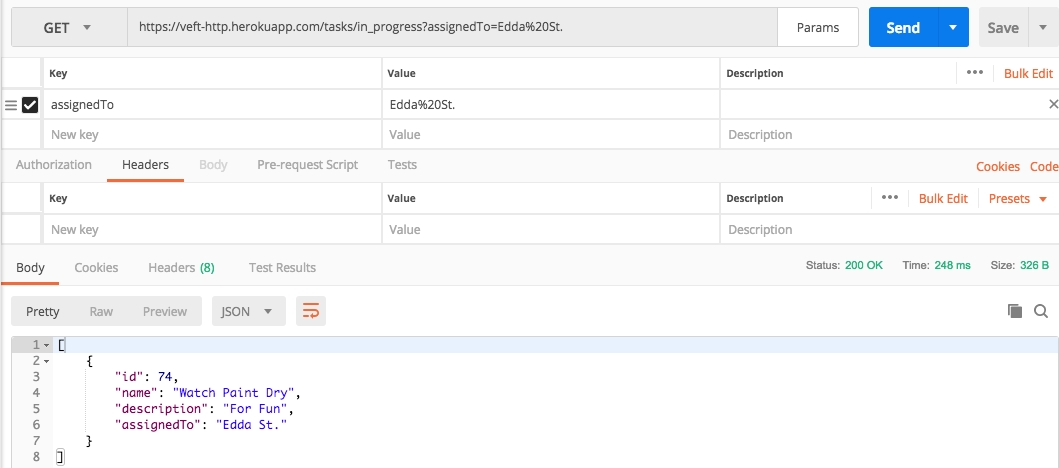 GET https://veft-http.herokuapp.com/tasks/in_progress?assignedTo=Edda%20St. Params Send Save
Key Value Description ••• Bulk Edit
assignedTo Edda%20St.
New key Value Description
Authorization Headers Body Pre-request Script Tests Cookies Code
Key Value Description ••• Bulk Edit Presets
New key Value Description
Body Cookies Headers (8) Test Results Status: 200 OK Time: 248 ms Size: 326 B
Pretty Raw Preview JSON
1 [
2 {
3 "id": 74,
4 "name": "Watch Paint Dry",
5 "description": "For Fun",
6 "assignedTo": "Edda St."
7 }
8 ]